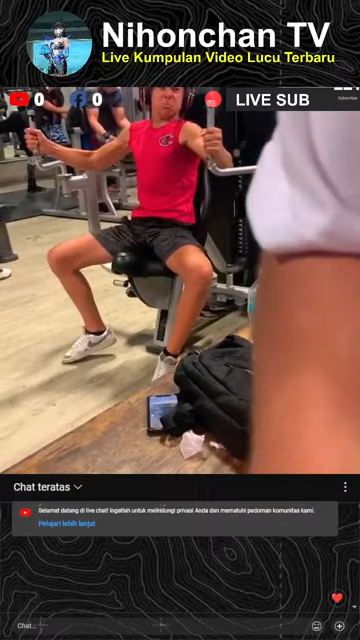 Nihonchan TV
Live Kumpulan Video Lucu Terbaru
0
0
LIVE SUB
Chat teratas
Selamat datang di live chat! Ingatlah untuk melindungi privasi Anda dan mematuhi pedoman komunitas kami.
Pelajari lebih lanjut
Chat...